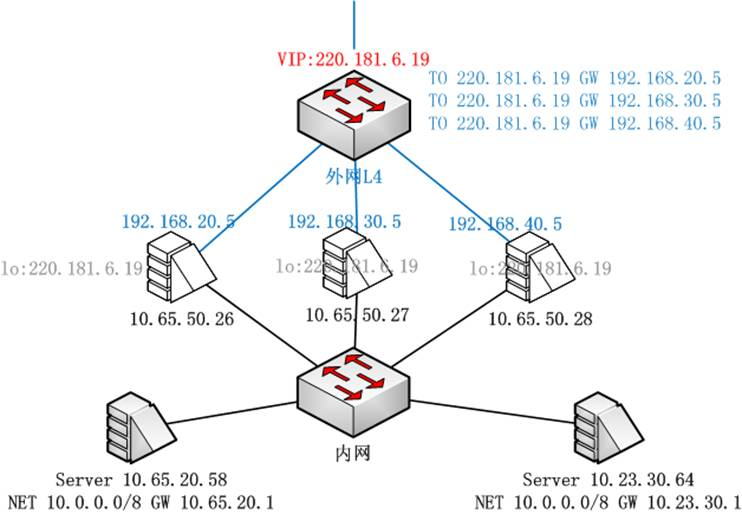 VIP:220.181.6.19
TO 220.181.6.19 GW 192.168.20.5
TO 220.181.6.19 GW 192.168.30.5
TO 220.181.6.19 GW 192.168.40.5
外网L4
192.168.20.5
192.168.30.5
192.168.40.5
lo:220.181.6.19
lo:220.181.6.19
lo:220.181.6.19
10.65.50.26
10.65.50.27
10.65.50.28
内网
Server 10.65.20.58
NET 10.0.0.0/8 GW 10.65.20.1
Server 10.23.30.64
NET 10.0.0.0/8 GW 10.23.30.1